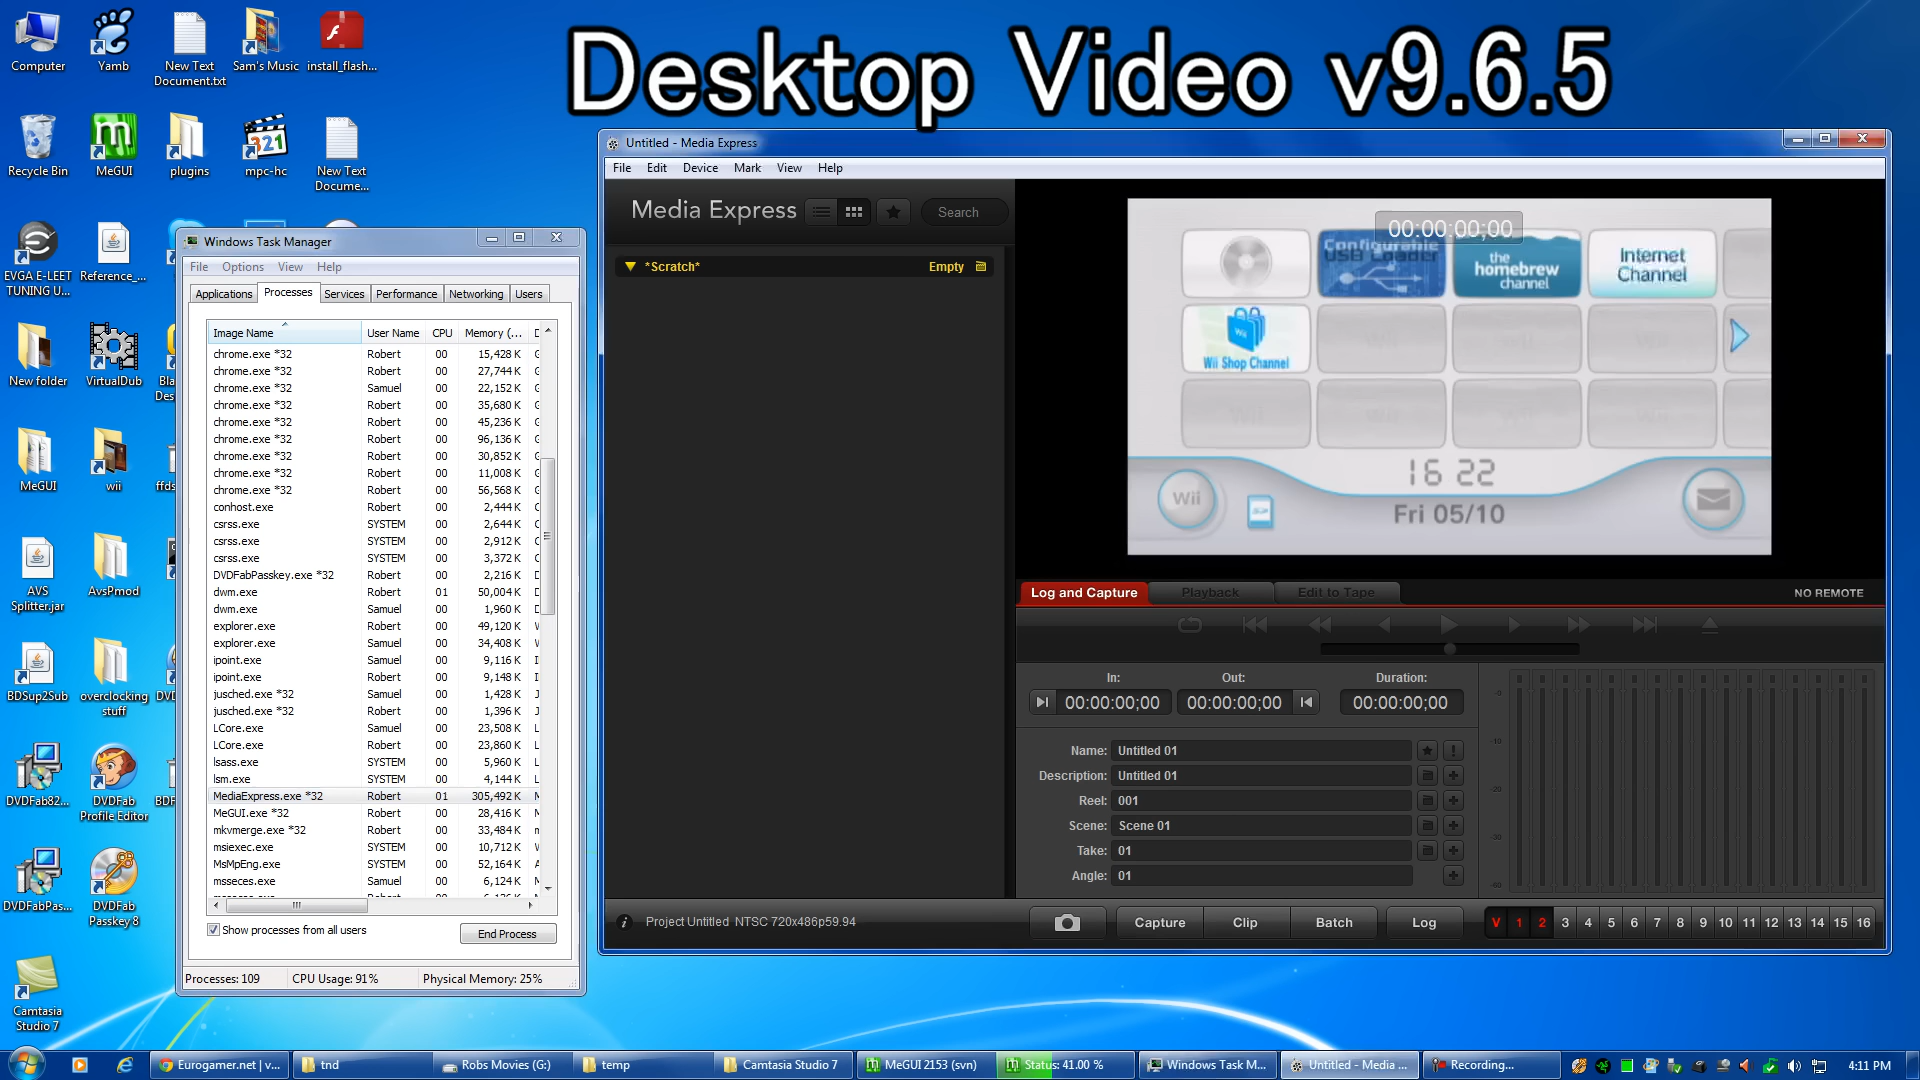 Desktop Video v9.6.5
Computer
Yamb
New Text Document.txt
Sam's Music
install_flash...
Recycle Bin
MeGUI
plugins
mpc-hc
New Text Docume...
EVGA E-LEET TUNING U...
Reference_...
New folder
VirtualDub
Bla
Des
MeGUI
wii
ffds
AVS Splitter.jar
AvsPmod
BDSup2Sub
overclocking stuff
DVD
DVDFab82...
DVDFab Profile Editor
BDF
DVDFabPas...
DVDFab Passkey 8
Camtasia Studio 7
Windows Task Manager
File Options View Help
Applications Processes Services Performance Networking Users
Image Name User Name CPU Memory (... D
chrome.exe *32 Robert 00 15,428 K G
chrome.exe *32 Robert 00 27,744 K G
chrome.exe *32 Samuel 00 22,152 K G
chrome.exe *32 Robert 00 35,680 K G
chrome.exe *32 Robert 00 45,236 K G
chrome.exe *32 Robert 00 96,136 K G
chrome.exe *32 Robert 00 30,852 K G
chrome.exe *32 Robert 00 11,008 K G
chrome.exe *32 Robert 00 56,568 K G
conhost.exe Robert 00 2,444 K C
csrss.exe SYSTEM 00 2,644 K C
csrss.exe SYSTEM 00 2,912 K C
csrss.exe SYSTEM 00 3,372 K C
DVDFabPasskey.exe *32 Robert 00 2,216 K D
dwm.exe Robert 01 50,004 K D
dwm.exe Samuel 00 1,960 K D
explorer.exe Robert 00 49,120 K W
explorer.exe Samuel 00 34,408 K W
ipoint.exe Samuel 00 9,116 K I
ipoint.exe Robert 00 9,148 K I
jusched.exe *32 Samuel 00 1,428 K J
jusched.exe *32 Robert 00 1,396 K J
LCore.exe Samuel 00 23,508 K L
LCore.exe Robert 00 23,860 K L
lsass.exe SYSTEM 00 5,960 K L
lsm.exe SYSTEM 00 4,144 K L
MediaExpress.exe *32 Robert 01 305,492 K M
MeGUI.exe *32 Robert 00 28,416 K M
mkvmerge.exe *32 Robert 00 33,484 K m
msiexec.exe SYSTEM 00 10,712 K W
MsMpEng.exe SYSTEM 00 52,164 K A
msseces.exe Samuel 00 6,124 K M
Show processes from all users
End Process
Processes: 109 CPU Usage: 91% Physical Memory: 25%
Untitled - Media Express
File Edit Device Mark View Help
Media Express
Search
*Scratch* Empty
00:00:00;00
Configurable USB Loader
the homebrew channel
Internet Channel
Wii
Wii Shop Channel
16 22
Wii
Fri 05/10
Log and Capture Playback Edit to Tape NO REMOTE
In: Out: Duration:
00:00:00;00 00:00:00;00 00:00:00;00
Name: Untitled 01
Description: Untitled 01
Reel: 001
Scene: Scene 01
Take: 01
Angle: 01
Project Untitled NTSC 720x486p59.94
Capture Clip Batch Log
V 1 2 3 4 5 6 7 8 9 10 11 12 13 14 15 16
Eurogamer.net | v...
tnd
Robs Movies (G:)
temp
Camtasia Studio 7
MeGUI 2153 (svn)
Status: 41.00 %
Windows Task M...
Untitled - Media ...
Recording...
4:11 PM